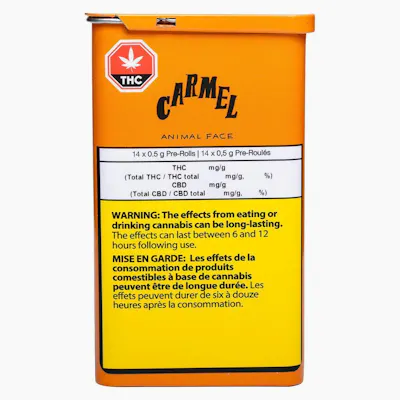 THC
CARMEL
ANIMAL FACE
14 x 0.5 g Pre-Rolls | 14 x 0,5 g Pre-Roulés
THC mg/g
(Total THC / THC total mg/g, %)
CBD mg/g
(Total CBD / CBD total mg/g, %)
WARNING: The effects from eating or
drinking cannabis can be long-lasting.
The effects can last between 6 and 12
hours following use.
MISE EN GARDE: Les effets de la
consommation de produits
comestibles à base de cannabis
peuvent être de longue durée. Les
effets peuvent durer de six à douze
heures après la consommation.